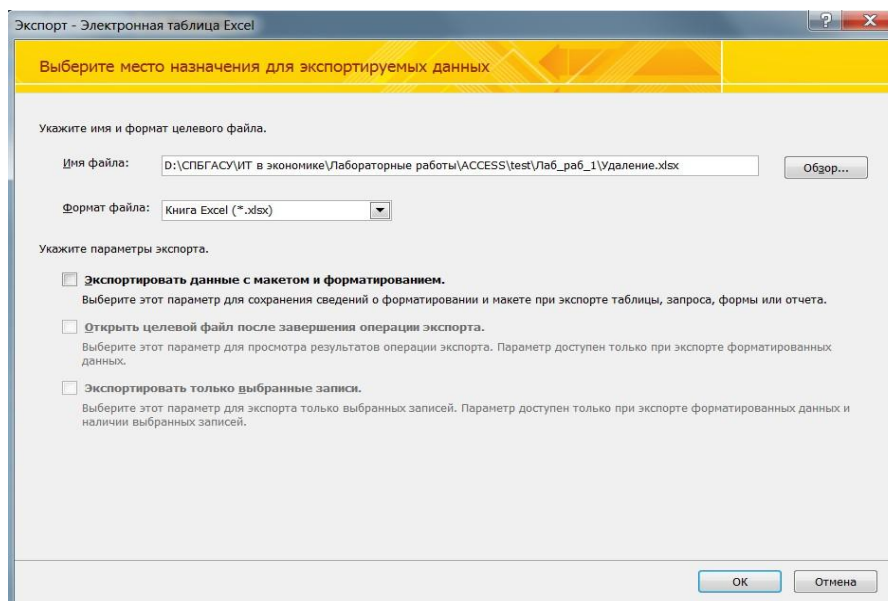 Экспорт - Электронная таблица Excel
Выберите место назначения для экспортируемых данных
Укажите имя и формат целевого файла.
Имя файла: D:\СПБГАСУ\ИТ в экономике\Лабораторные работы\ACCESS\test\Лаб_раб_1\Удаление.xlsx Обзор...
Формат файла: Книга Excel (*.xlsx)
Укажите параметры экспорта.
Экспортировать данные с макетом и форматированием.
Выберите этот параметр для сохранения сведений о форматировании и макете при экспорте таблицы, запроса, формы или отчета.
Открыть целевой файл после завершения операции экспорта.
Выберите этот параметр для просмотра результатов операции экспорта. Параметр доступен только при экспорте форматированных
данных.
Экспортировать только выбранные записи.
Выберите этот параметр для экспорта только выбранных записей. Параметр доступен только при экспорте форматированных данных и
наличии выбранных записей.
ОК Отмена